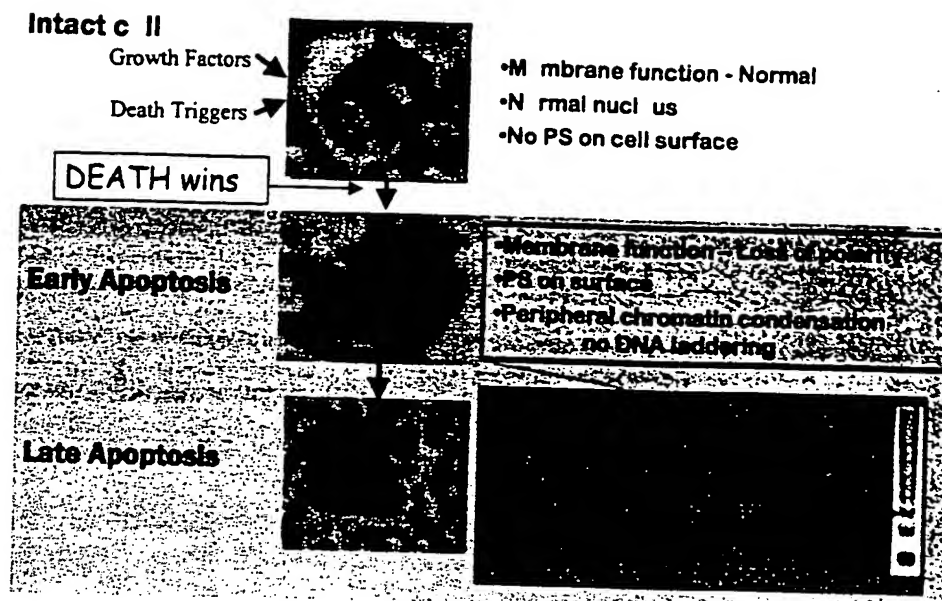 Intact c ll
Growth Factors
Death Triggers
•M mbrane function - Normal
•N rmal nucl us
•No PS on cell surface
DEATH wins
Early Apoptosis
•Membrane function - Loss of polarity
•PS on surface
•Peripheral chromatin condensation -
no DNA laddering
Late Apoptosis